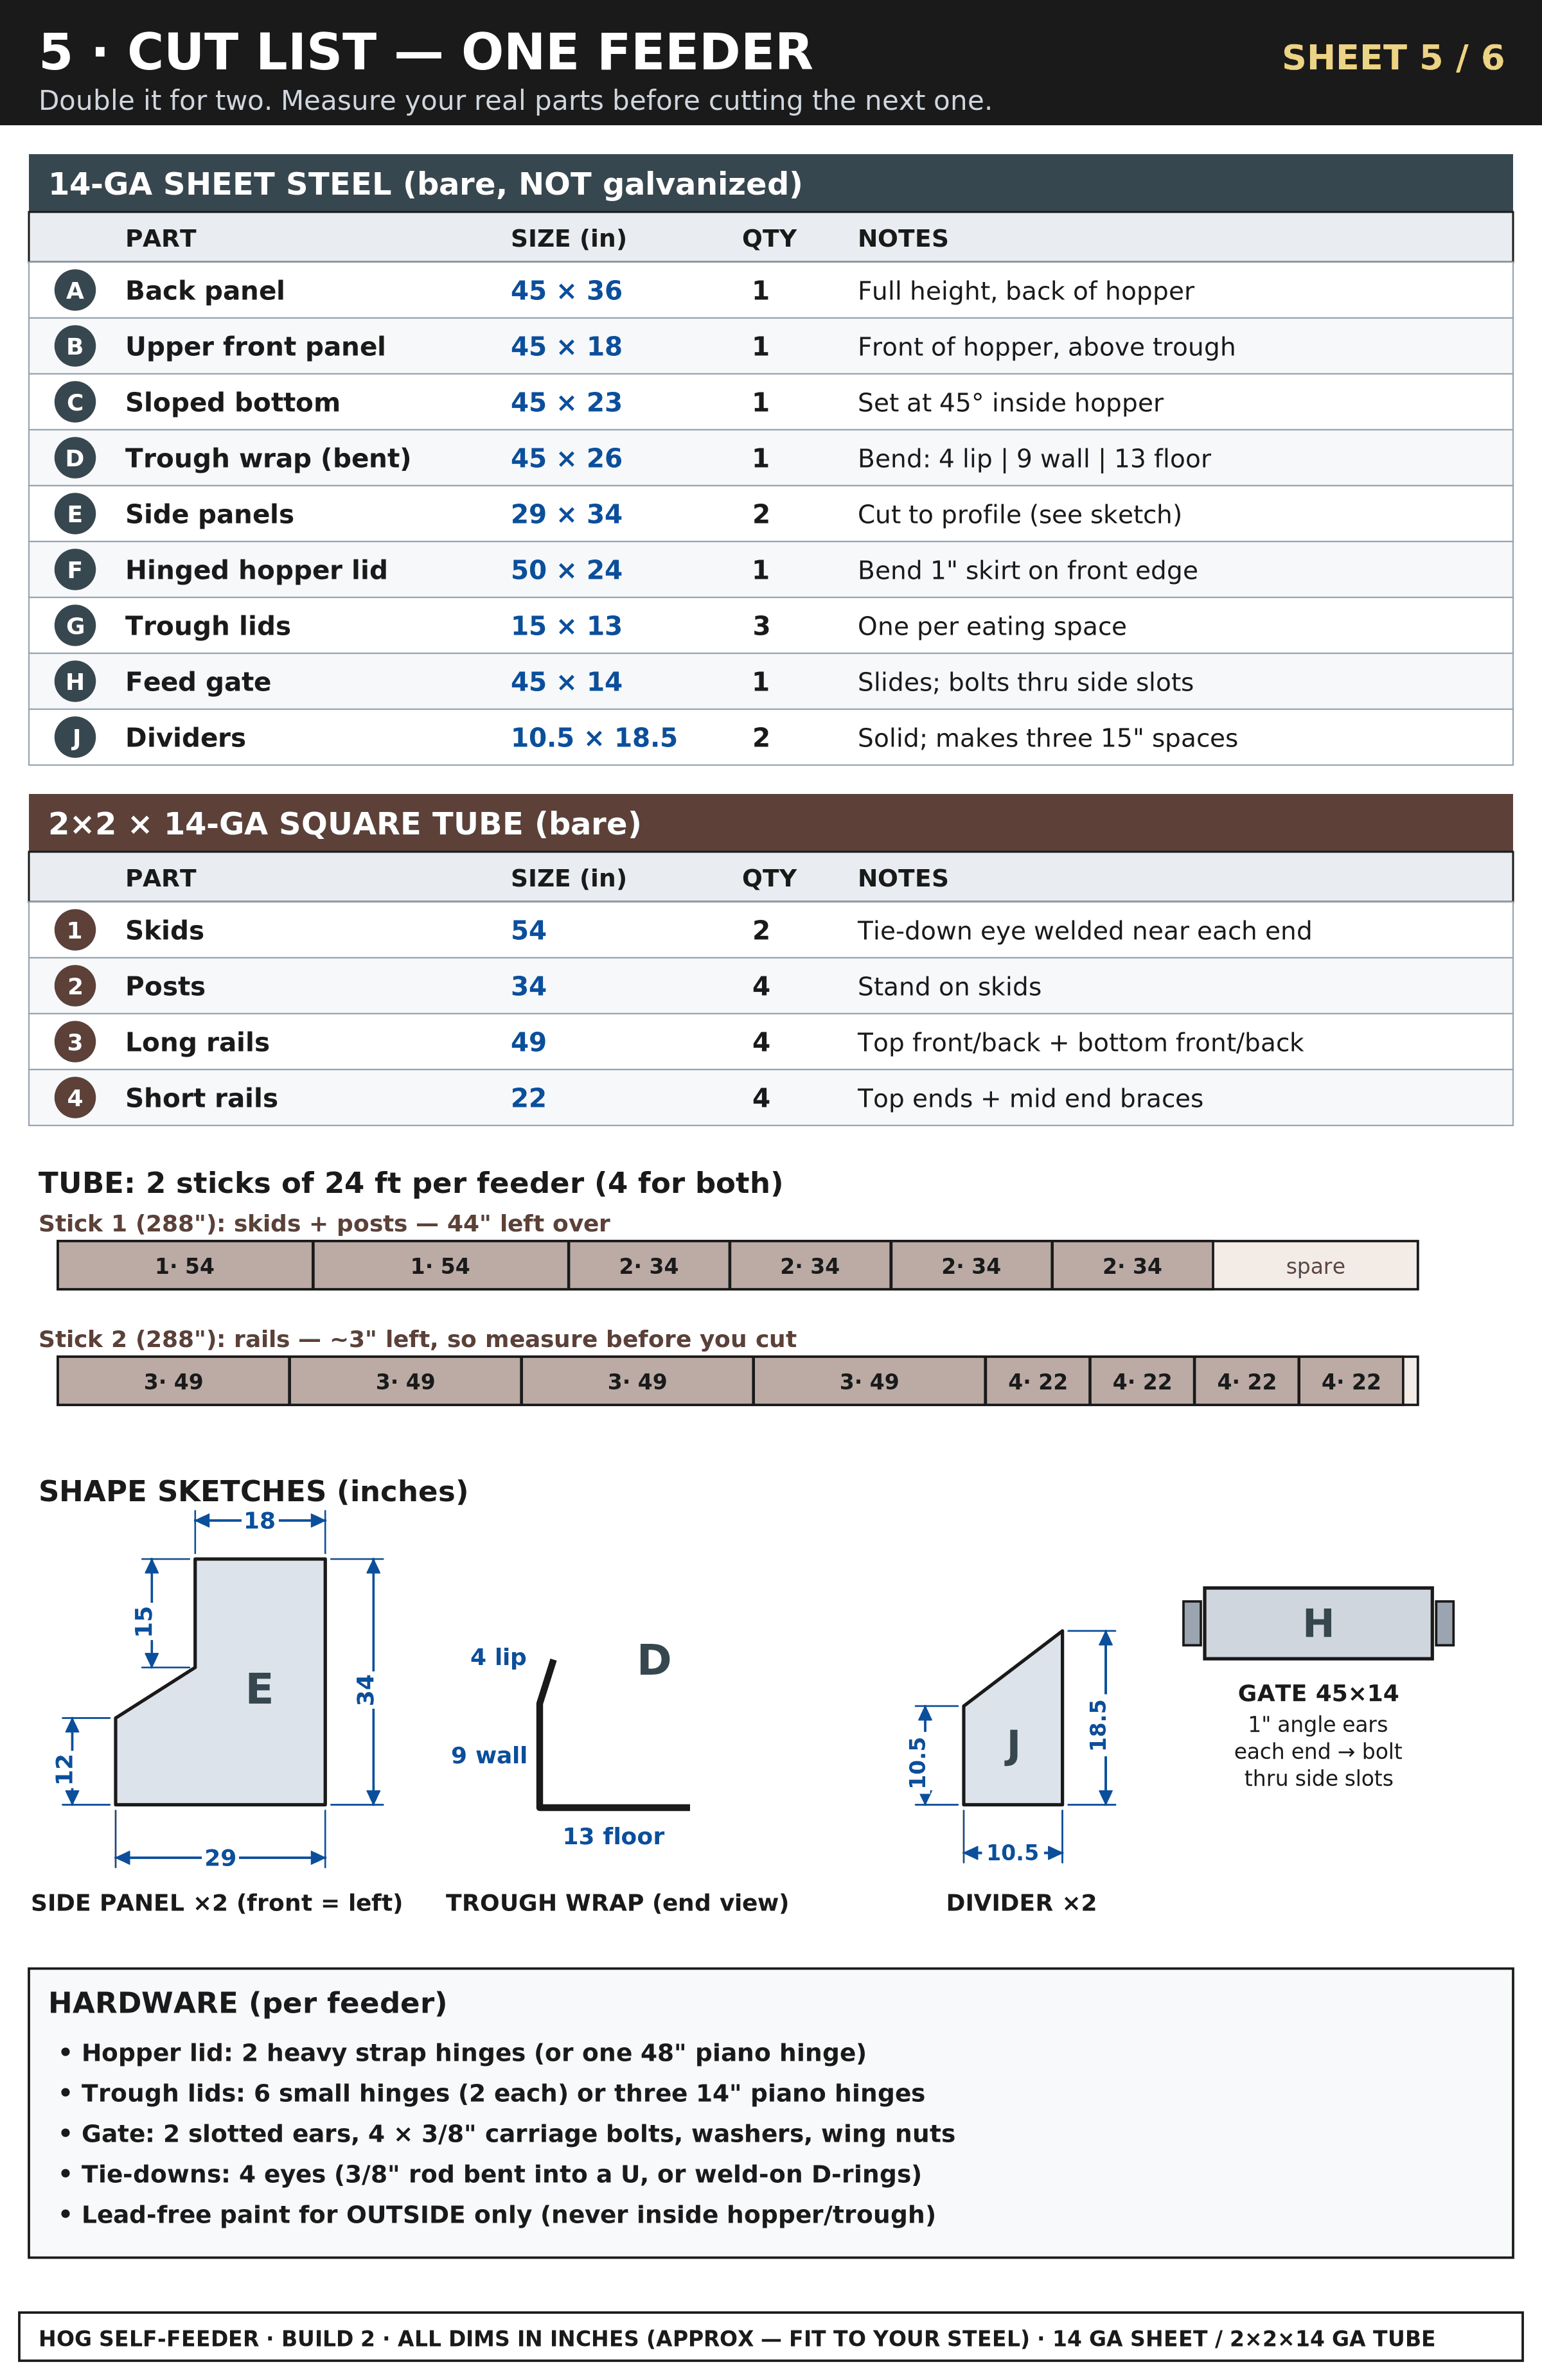 5 · CUT LIST — ONE FEEDER
SHEET 5 / 6
Double it for two. Measure your real parts before cutting the next one.
14-GA SHEET STEEL (bare, NOT galvanized)
PART SIZE (in) QTY NOTES
A Back panel 45 × 36 1 Full height, back of hopper
B Upper front panel 45 × 18 1 Front of hopper, above trough
C Sloped bottom 45 × 23 1 Set at 45° inside hopper
D Trough wrap (bent) 45 × 26 1 Bend: 4 lip | 9 wall | 13 floor
E Side panels 29 × 34 2 Cut to profile (see sketch)
F Hinged hopper lid 50 × 24 1 Bend 1" skirt on front edge
G Trough lids 15 × 13 3 One per eating space
H Feed gate 45 × 14 1 Slides; bolts thru side slots
J Dividers 10.5 × 18.5 2 Solid; makes three 15" spaces
2×2 × 14-GA SQUARE TUBE (bare)
PART SIZE (in) QTY NOTES
1 Skids 54 2 Tie-down eye welded near each end
2 Posts 34 4 Stand on skids
3 Long rails 49 4 Top front/back + bottom front/back
4 Short rails 22 4 Top ends + mid end braces
TUBE: 2 sticks of 24 ft per feeder (4 for both)
Stick 1 (288"): skids + posts — 44" left over
1· 54 1· 54 2· 34 2· 34 2· 34 2· 34 spare
Stick 2 (288"): rails — ~3" left, so measure before you cut
3· 49 3· 49 3· 49 3· 49 4· 22 4· 22 4· 22 4· 22
SHAPE SKETCHES (inches)
18
15
E
34
12
29
SIDE PANEL ×2 (front = left)
4 lip
D
9 wall
13 floor
TROUGH WRAP (end view)
10.5
J
18.5
10.5
DIVIDER ×2
H
GATE 45×14
1" angle ears
each end → bolt
thru side slots
HARDWARE (per feeder)
• Hopper lid: 2 heavy strap hinges (or one 48" piano hinge)
• Trough lids: 6 small hinges (2 each) or three 14" piano hinges
• Gate: 2 slotted ears, 4 × 3/8" carriage bolts, washers, wing nuts
• Tie-downs: 4 eyes (3/8" rod bent into a U, or weld-on D-rings)
• Lead-free paint for OUTSIDE only (never inside hopper/trough)
HOG SELF-FEEDER · BUILD 2 · ALL DIMS IN INCHES (APPROX — FIT TO YOUR STEEL) · 14 GA SHEET / 2×2×14 GA TUBE